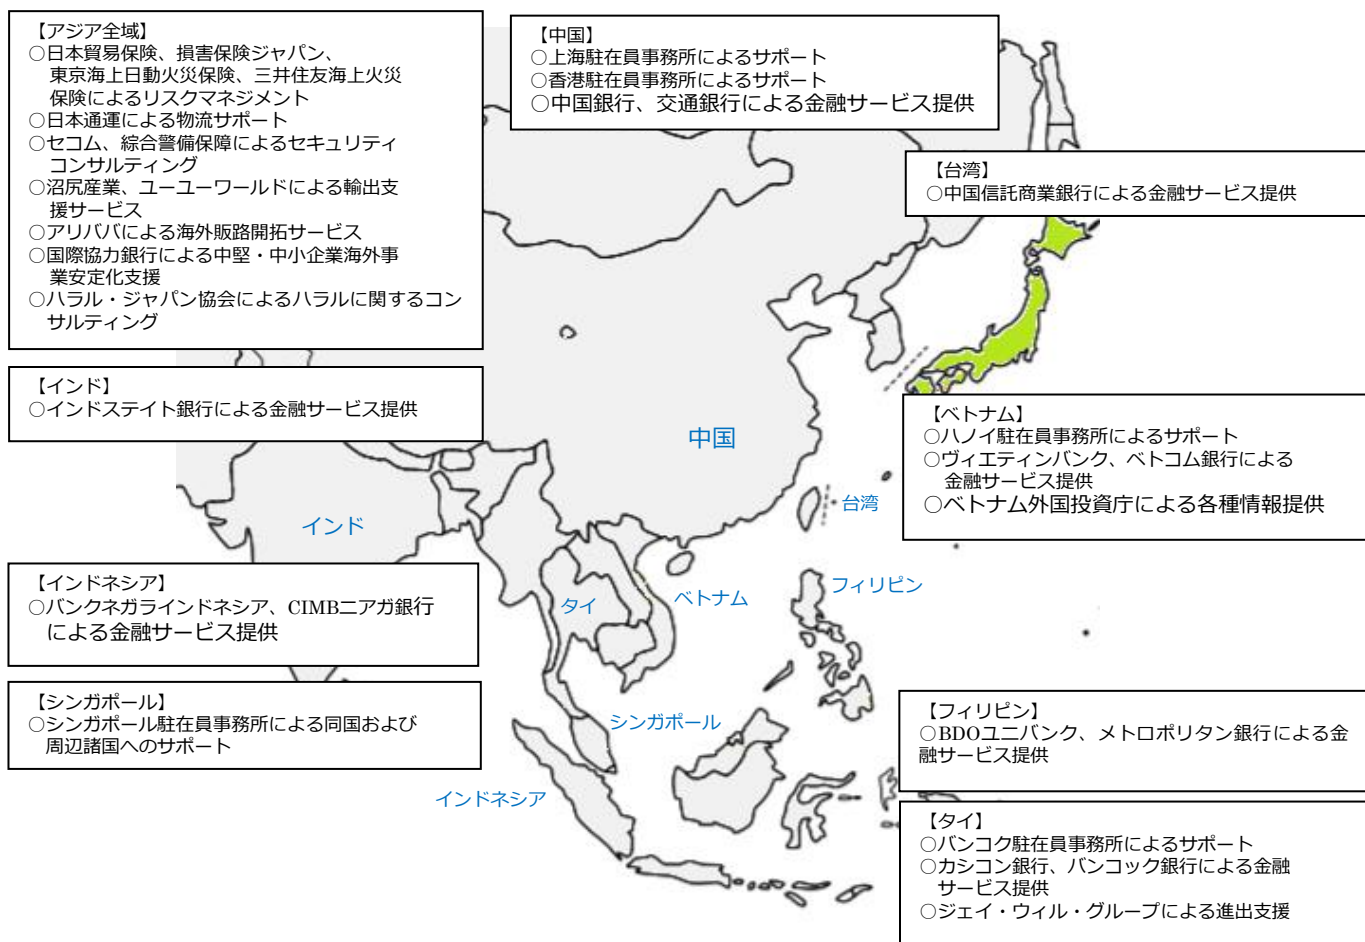 【アジア全域】
○日本貿易保険、損害保険ジャパン、
東京海上日動火災保険、三井住友海上火災
保険によるリスクマネジメント
○日本通運による物流サポート
○セコム、綜合警備保障によるセキュリティ
コンサルティング
○沼尻産業、ユーユーワールドによる輸出支
援サービス
○アリババによる海外販路開拓サービス
○国際協力銀行による中堅・中小企業海外事
業安定化支援
○ハラル・ジャパン協会によるハラルに関するコン
サルティング
【中国】
○上海駐在員事務所によるサポート
○香港駐在員事務所によるサポート
○中国銀行、交通銀行による金融サービス提供
【台湾】
○中国信託商業銀行による金融サービス提供
【インド】
○インドステイト銀行による金融サービス提供
【ベトナム】
○ハノイ駐在員事務所によるサポート
○ヴィエティンバンク、ベトコム銀行による
金融サービス提供
○ベトナム外国投資庁による各種情報提供
中国
台湾
インド
【インドネシア】
○バンクネガラインドネシア、CIMBニアガ銀行
による金融サービス提供
タイ
ベトナム
フィリピン
【シンガポール】
○シンガポール駐在員事務所による同国および
周辺諸国へのサポート
シンガポール
インドネシア
【フィリピン】
○BDOユニバンク、メトロポリタン銀行による金
融サービス提供
【タイ】
○バンコク駐在員事務所によるサポート
○カシコン銀行、バンコック銀行による金融
サービス提供
○ジェイ・ウィル・グループによる進出支援